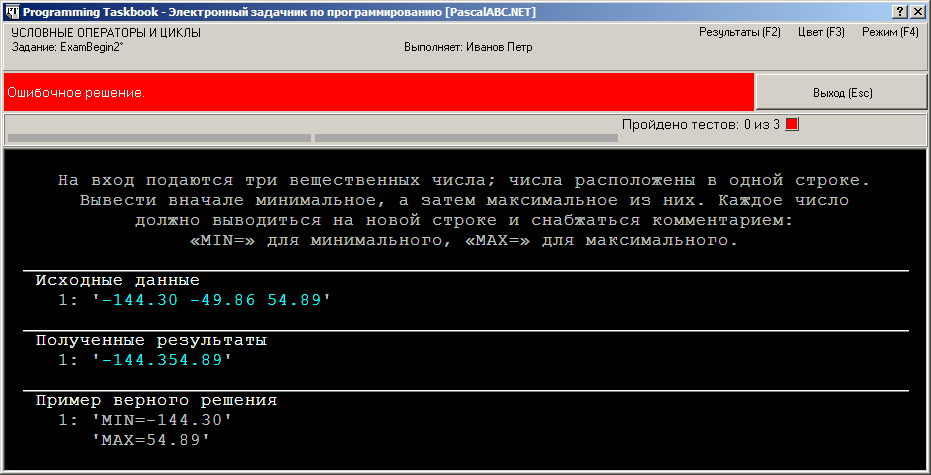 Programming Taskbook - Электронный задачник по программированию [PascalABC.NET]
УСЛОВНЫЕ ОПЕРАТОРЫ И ЦИКЛЫ
Результаты (F2) Цвет (F3) Режим (F4)
Задание: ExamBegin2° Выполняет: Иванов Петр
Ошибочное решение.
Выход (Esc)
Пройдено тестов: 0 из 3
На вход подаются три вещественных числа; числа расположены в одной строке.
Вывести вначале минимальное, а затем максимальное из них. Каждое число
должно выводиться на новой строке и снабжаться комментарием:
«MIN=» для минимального, «MAX=» для максимального.
Исходные данные
1: '-144.30 -49.86 54.89'
Полученные результаты
1: '-144.354.89'
Пример верного решения
1: 'MIN=-144.30'
'MAX=54.89'